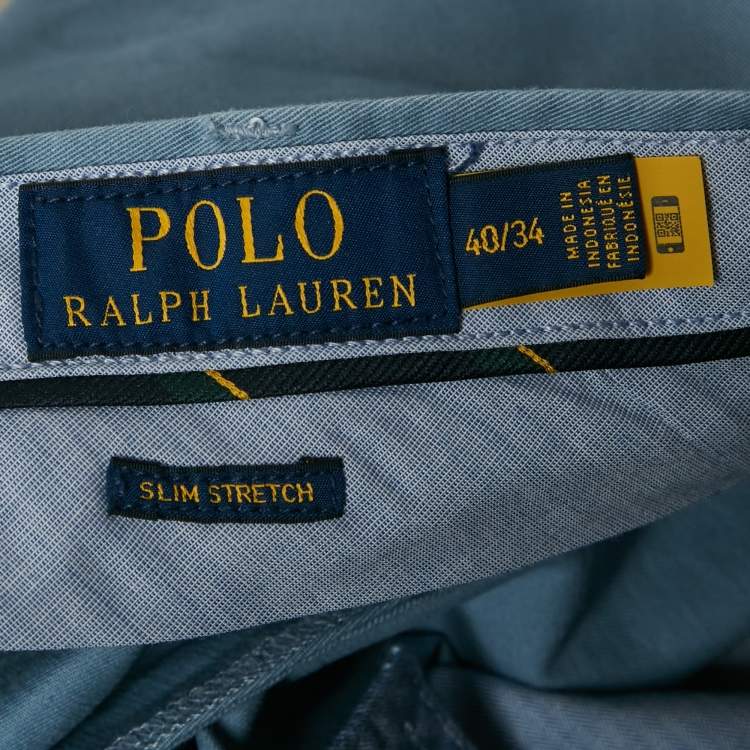 POLO
RALPH LAUREN
40/34
MADE IN
INDONESIA
FABRIQUÉ EN
INDONÉSIE
SLIM STRETCH